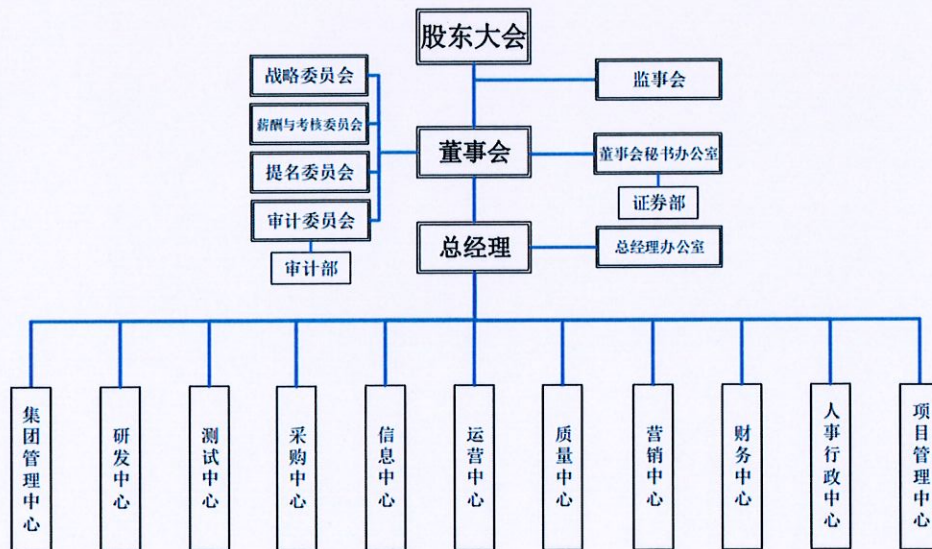 股东大会
战略委员会
监事会
薪酬与考核委员会
董事会
董事会秘书办公室
提名委员会
证券部
审计委员会
总经理
总经理办公室
审计部
集团管理中心
研发中心
测试中心
采购中心
信息中心
运营中心
质量中心
营销中心
财务中心
人事行政中心
项目管理中心